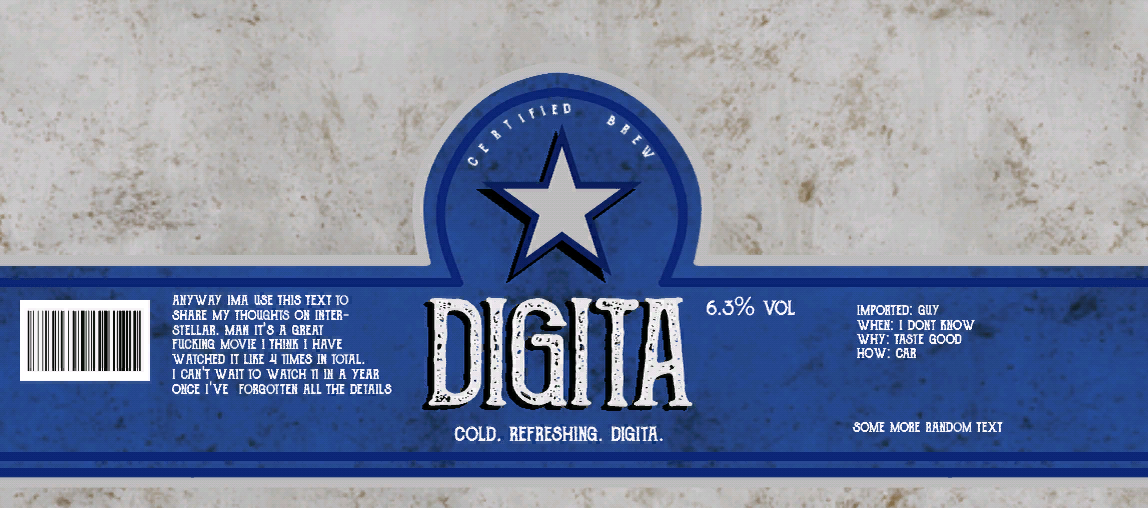 CERTIFIED BREW
ANYWAY IMA USE THIS TEXT TO
SHARE MY THOUGHTS ON INTER-
STELLAR. MAN IT'S A GREAT
FUCKING MOVIE I THINK I HAVE
WATCHED IT LIKE 4 TIMES IN TOTAL.
I CAN'T WAIT TO WATCH TI IN A YEAR
ONCE I'VE FORGOTTEN ALL THE DETAILS
DIGITA
COLD. REFRESHING. DIGITA.
6.3% VOL
IMPORTED: GUY
WHEN: I DONT KNOW
WHY: TASTE GOOD
HOW: CAR
SOME MORE RANDOM TEXT